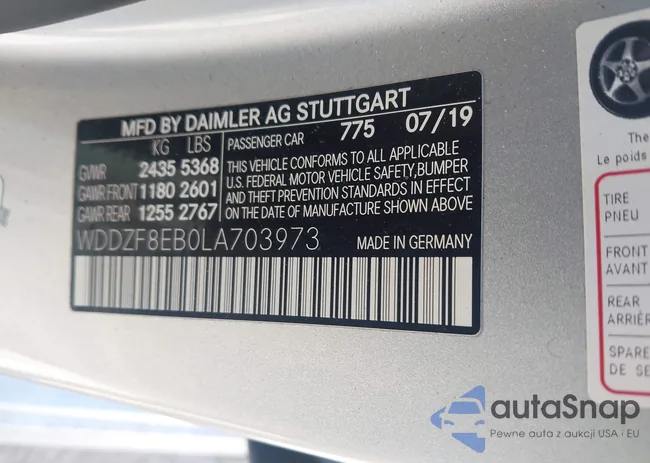 MFD BY DAIMLER AG STUTTGART
KG LBS
GVWR 2435 5368
GAWR FRONT 1180 2601
GAWR REAR 1255 2767
PASSENGER CAR 775 07/19
THIS VEHICLE CONFORMS TO ALL APPLICABLE
U.S. FEDERAL MOTOR VEHICLE SAFETY,BUMPER
AND THEFT PREVENTION STANDARDS IN EFFECT
ON THE DATE OF MANUFACTURE SHOWN ABOVE
WDDZF8EB0LA703973 MADE IN GERMANY
The
Le poids
TIRE
PNEU
FRONT
AVANT
REAR
ARRIÈR
SPARE
DE SE
autaSnap
Pewne auta z aukcji USA i EU